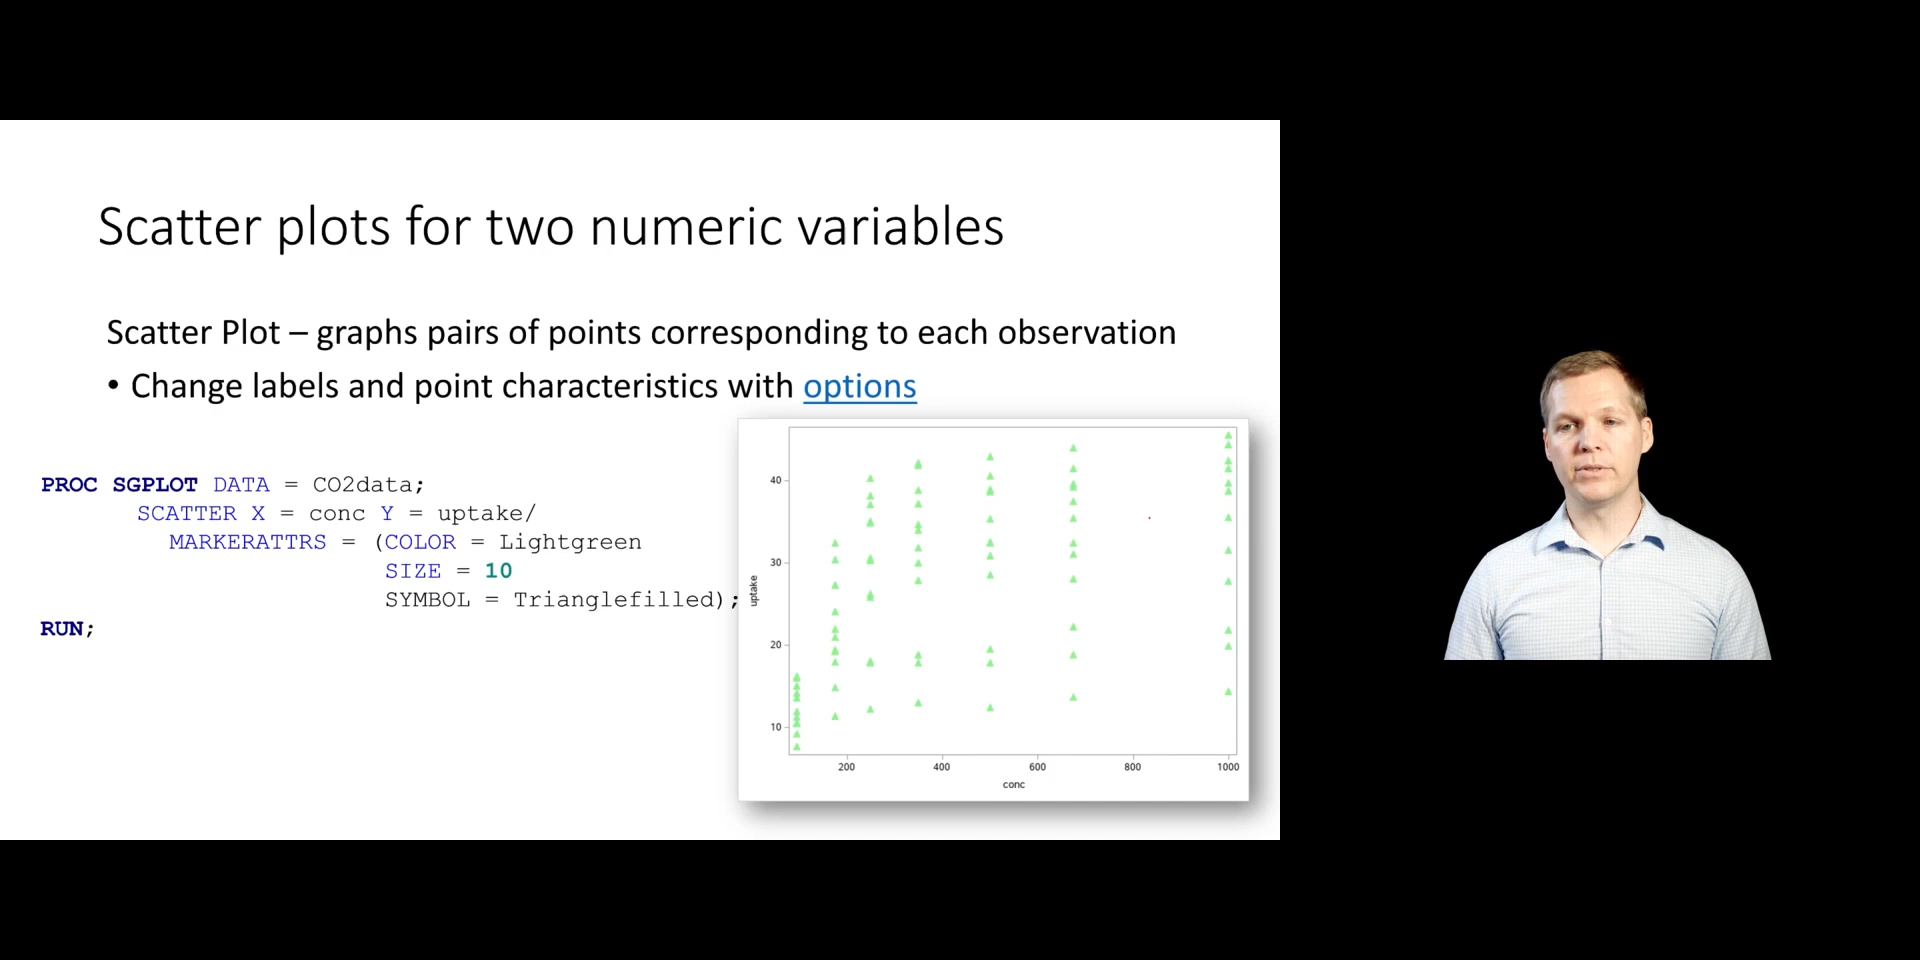 Scatter plots for two numeric variables
Scatter Plot – graphs pairs of points corresponding to each observation
• Change labels and point characteristics with options
PROC SGPLOT DATA = CO2data;
SCATTER X = conc Y = uptake/
MARKERATTRS = (COLOR = Lightgreen
SIZE = 10
SYMBOL = Trianglefilled);
RUN;
uptake
40
30
20
10
200 400 600 800 1000
conc